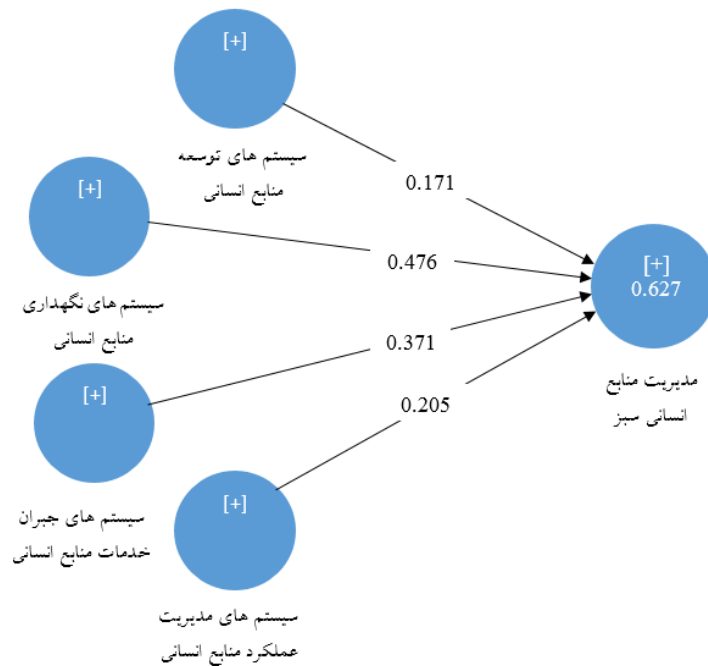 [+]
سیستم های توسعه
منابع انسانی
0.171
[+]
سیستم های نگهداری
منابع انسانی
0.476
[+]
0.627
مدیریت منابع
انسانی سبز
[+]
سیستم های جبران
خدمات منابع انسانی
0.371
0.205
[+]
سیستم های مدیریت
عملکرد منابع انسانی